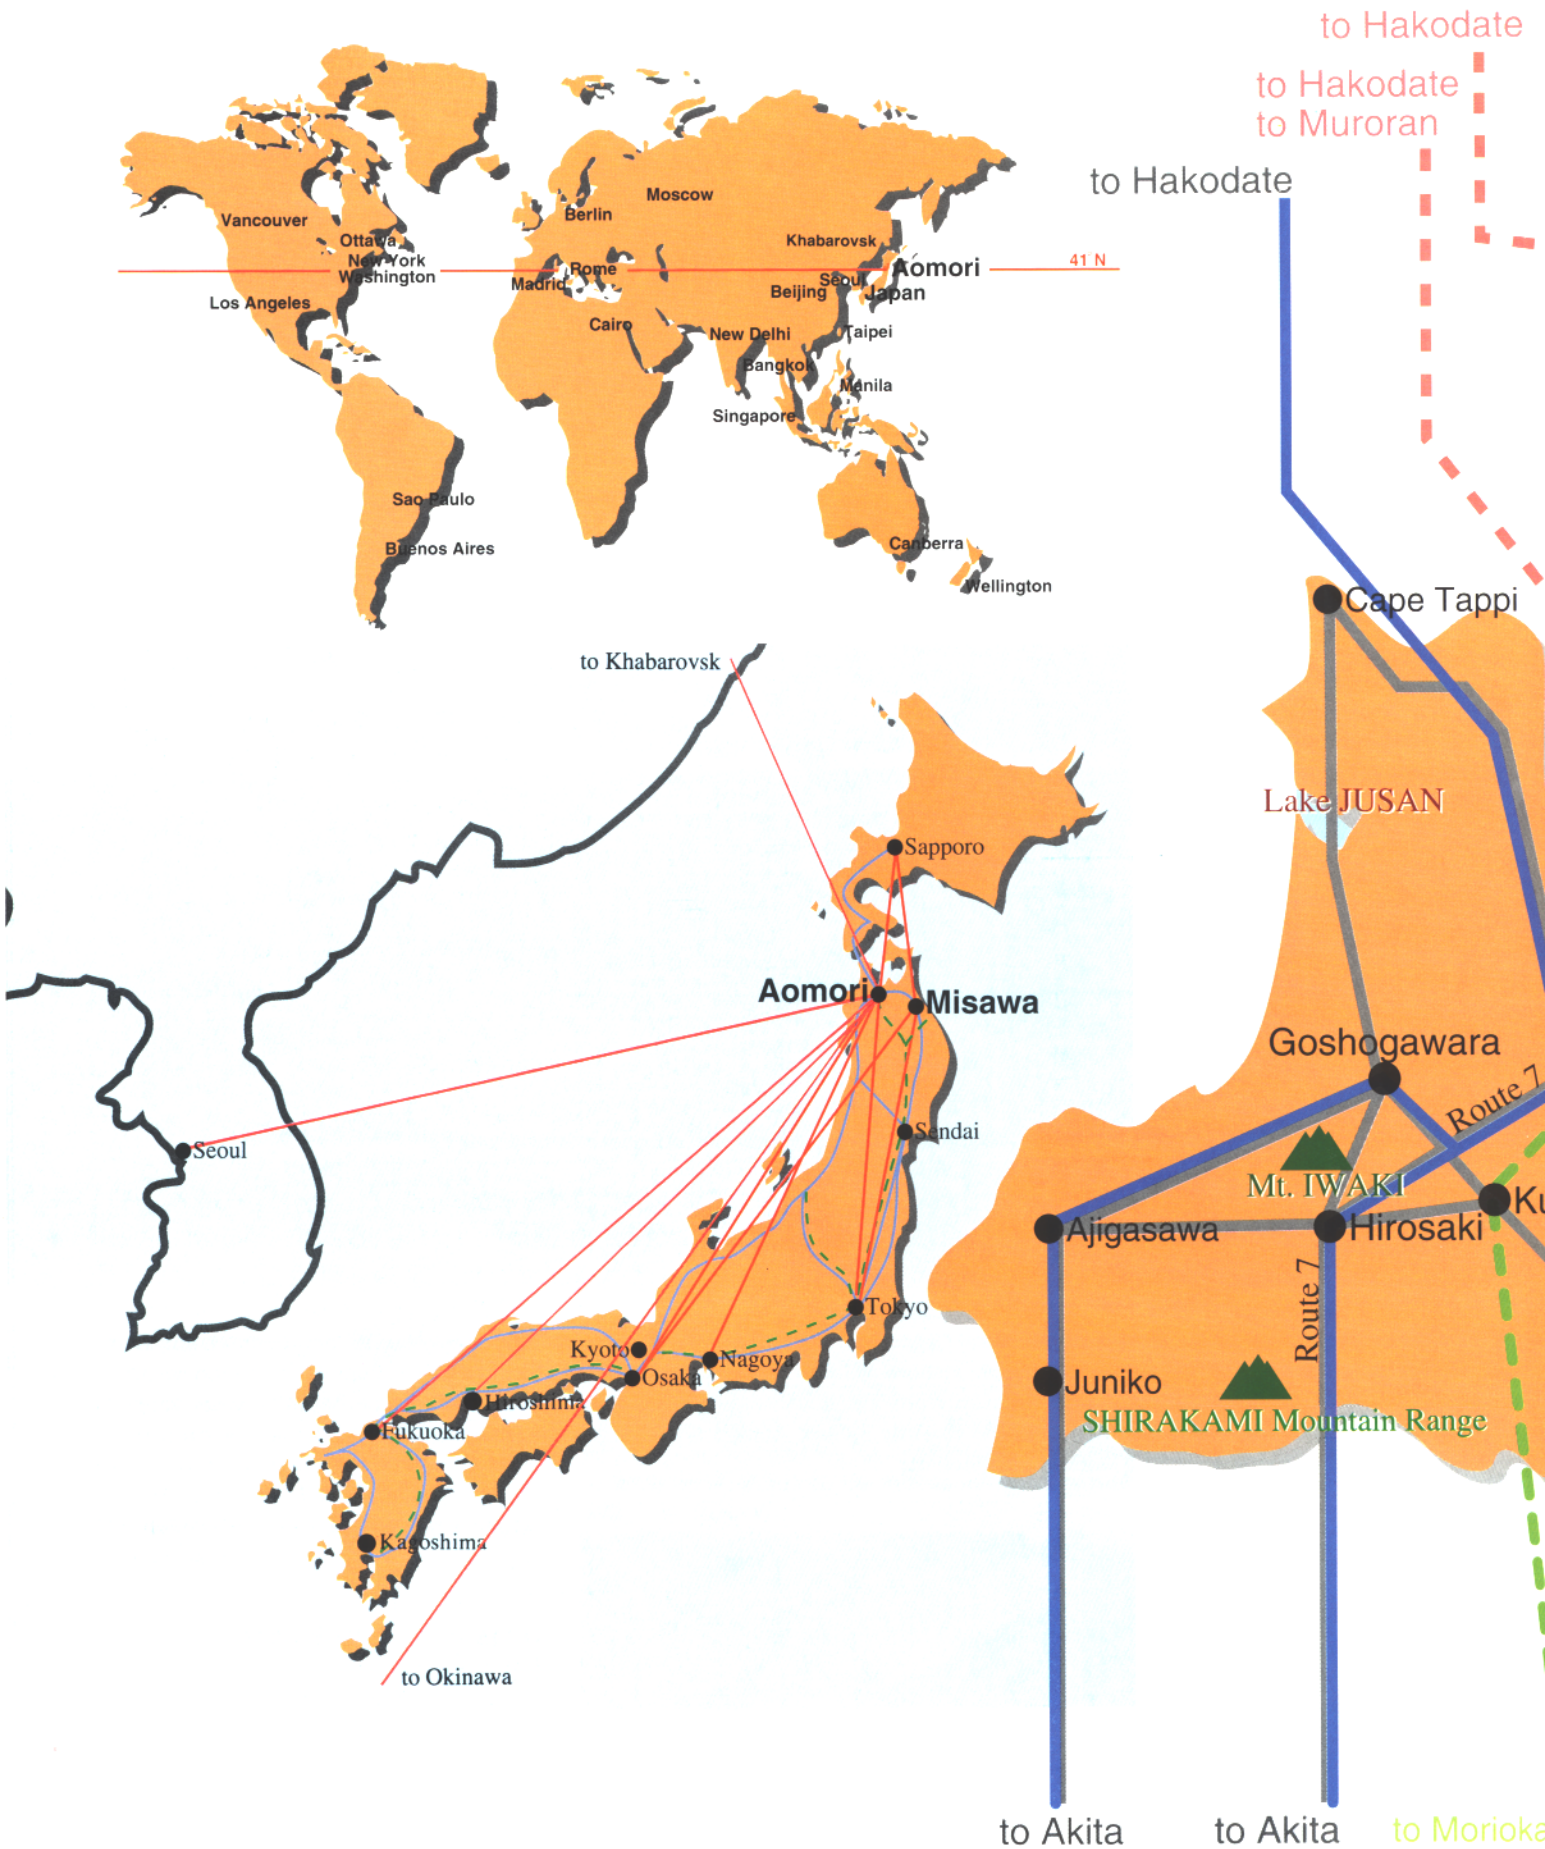 to Hakodate
to Hakodate
to Muroran
to Hakodate
Moscow
Berlin
Vancouver
Ottawa
Khabarovsk
New York
Rome
Aomori
41 N
Washington
Madrid
Seoul
Beijing
Japan
Los Angeles
Cairo
New Delhi
Taipei
Bangkok
Manila
Singapore
Sao Paulo
Canberra
Buenos Aires
Wellington
to Khabarovsk
Sapporo
Aomori
Misawa
Seoul
Sendai
Tokyo
Kyoto
Nagoya
Osaka
Hiroshima
Fukuoka
Kagoshima
to Okinawa
Cape Tappi
Lake JUSAN
Goshogawara
Route 7
Mt. IWAKI
Ku
Ajigasawa
Hirosaki
Route 7
Juniko
SHIRAKAMI Mountain Range
to Akita
to Akita
to Morioka